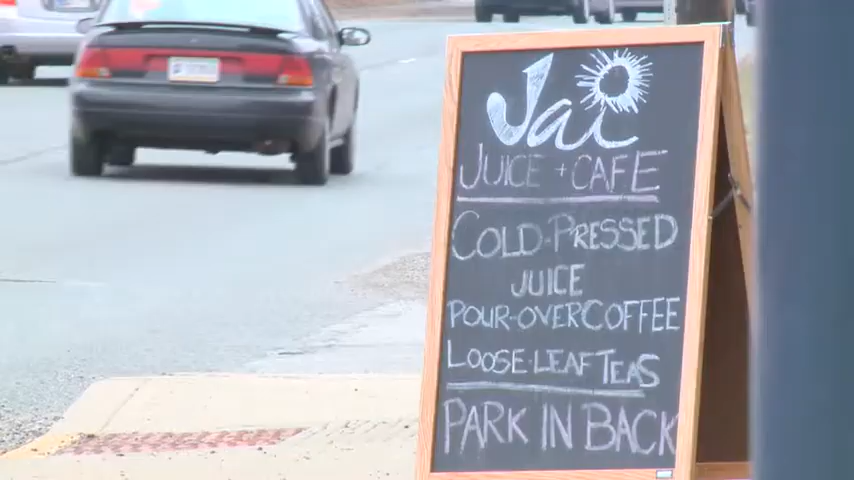 Jai
JUICE + CAFE
COLD-PRESSED
JUICE
POUR-OVER COFFEE
LOOSE-LEAF TEAS
PARK IN BACK